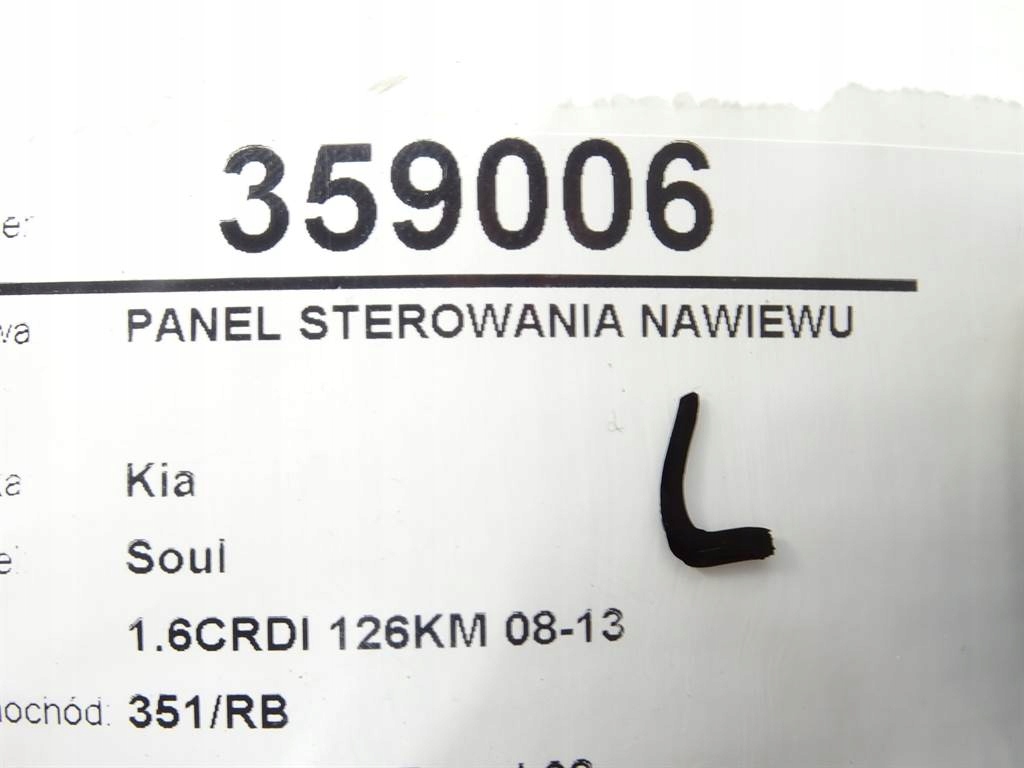 359006
PANEL STEROWANIA NAWIEWU
Kia
Soul
1.6CRDI 126KM 08-13
351/RB
L